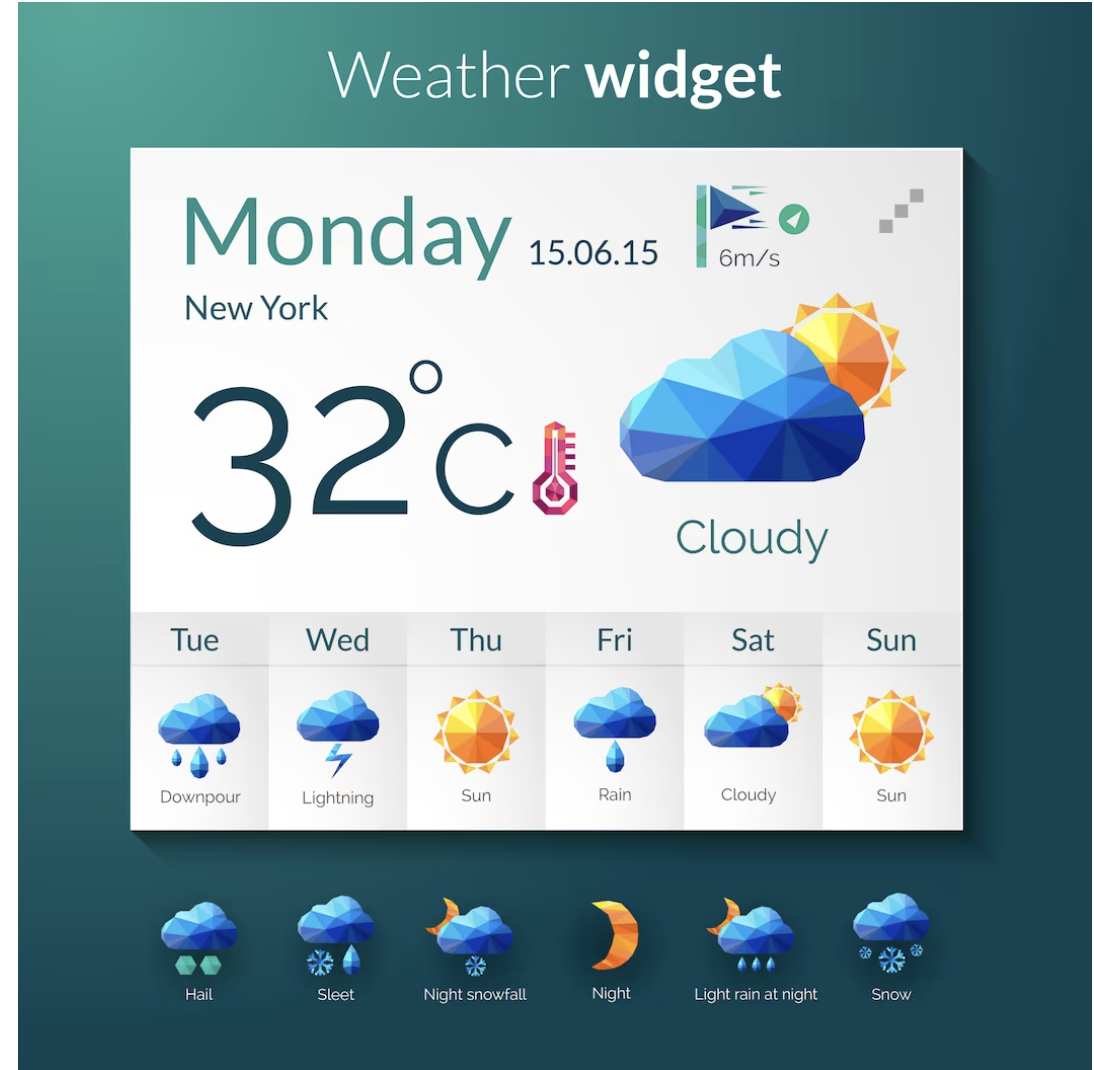 Weather widget
Monday 15.06.15
6m/s
New York
32°C
Cloudy
Tue Wed Thu Fri Sat Sun
Downpour Lightning Sun Rain Cloudy Sun
Hail Sleet Night snowfall Night Light rain at night Snow